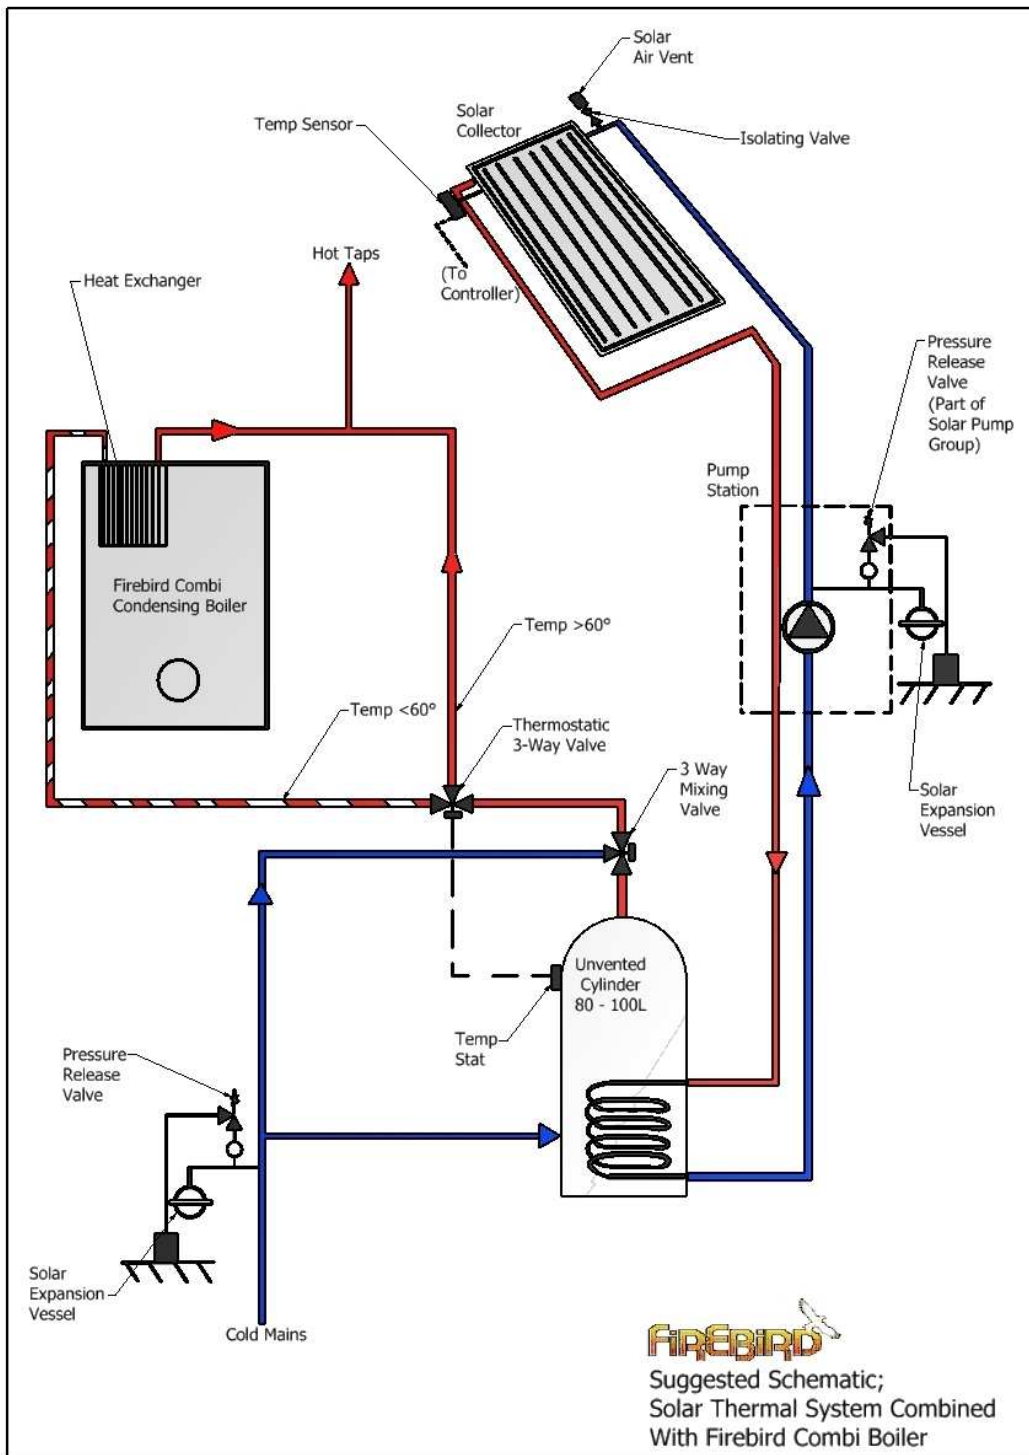 Solar
Air Vent
Solar
Collector
Temp Sensor
Isolating Valve
Hot Taps
(To
Controller)
Heat Exchanger
Pressure
Release
Valve
(Part of
Solar Pump
Group)
Pump
Station
Firebird Combi
Condensing Boiler
Temp >60°
Temp <60°
Thermostatic
3-Way Valve
3 Way
Mixing
Valve
Solar
Expansion
Vessel
Unvented
Cylinder
80 - 100L
Temp
Stat
Pressure
Release
Valve
Solar
Expansion
Vessel
Cold Mains
FiREBiRD
Suggested Schematic;
Solar Thermal System Combined
With Firebird Combi Boiler